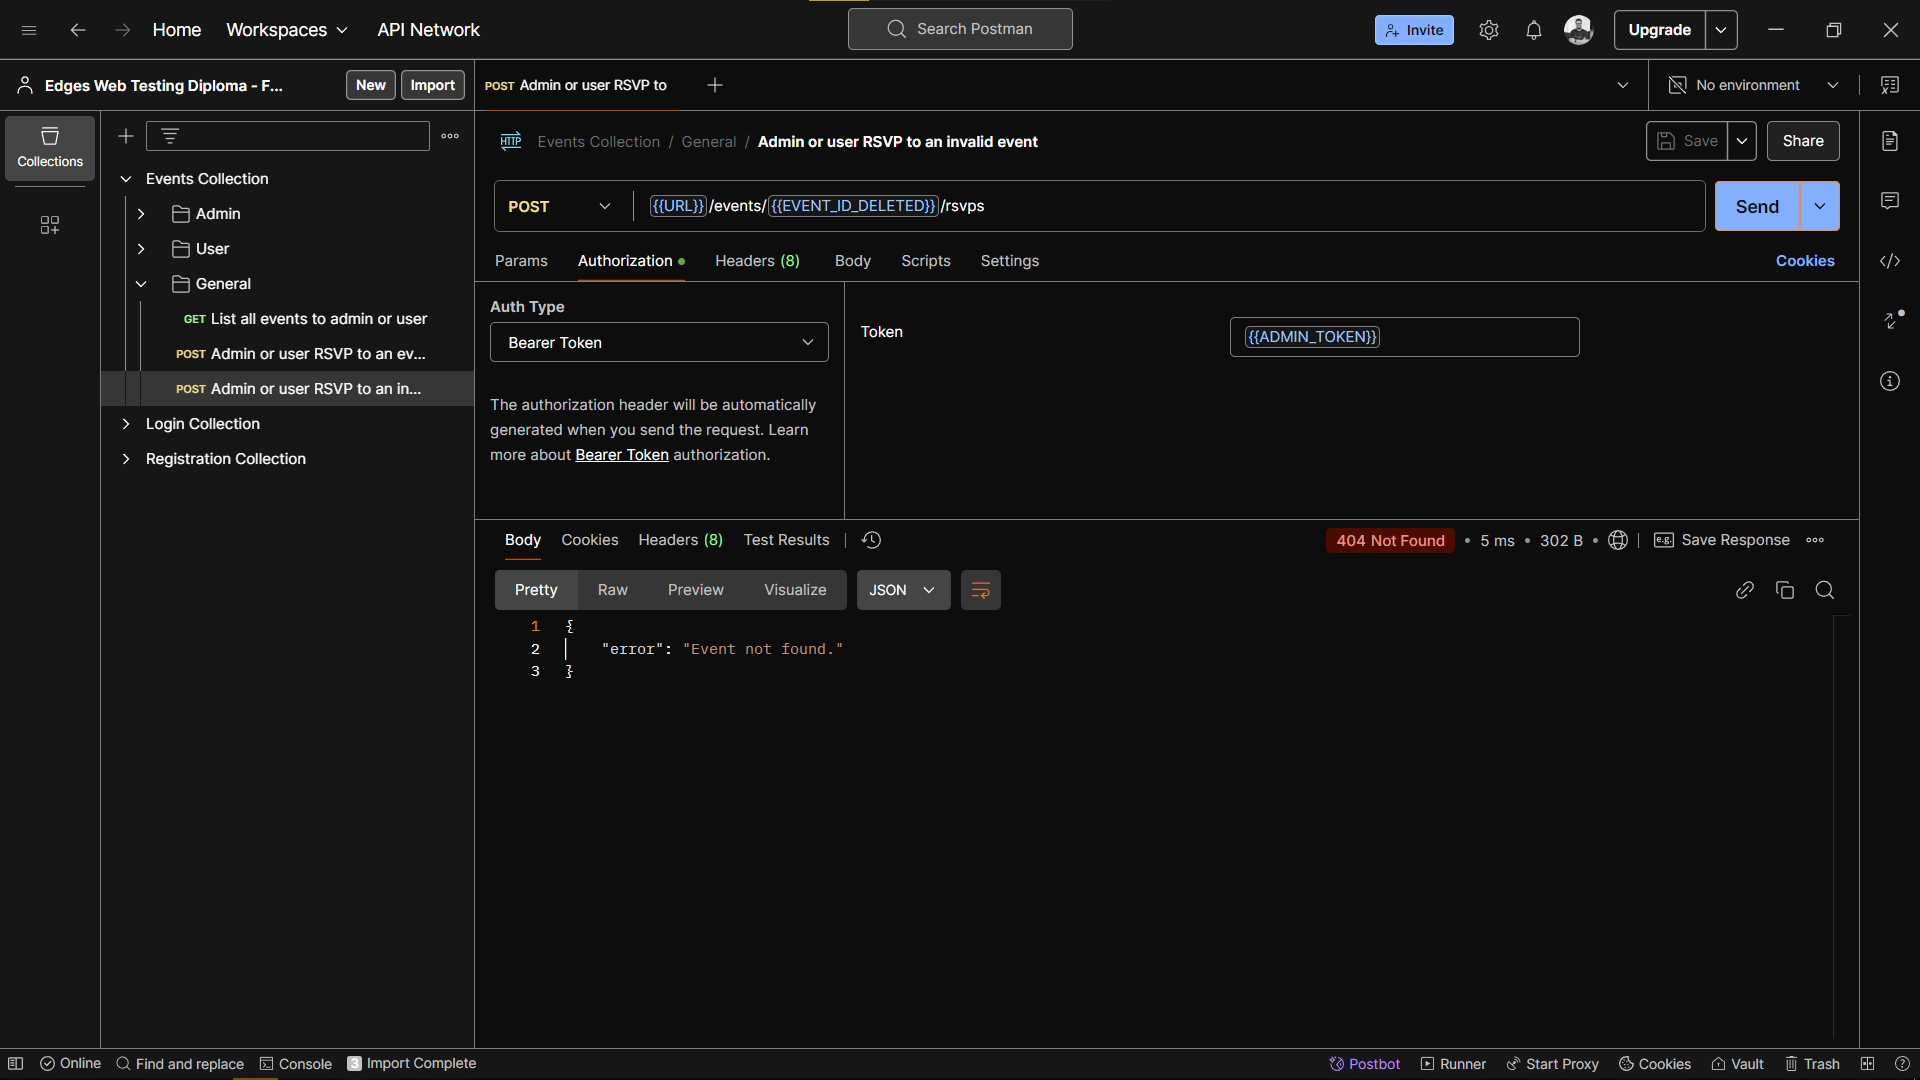 Home
Workspaces
API Network
Search Postman
Invite
Upgrade
Edges Web Testing Diploma - F...
New
Import
POST Admin or user RSVP to
No environment
Collections
Events Collection
Admin
User
General
GET List all events to admin or user
POST Admin or user RSVP to an ev...
POST Admin or user RSVP to an in...
Login Collection
Registration Collection
HTTP Events Collection / General / Admin or user RSVP to an invalid event
Save
Share
POST
{{URL}}/events/{{EVENT_ID_DELETED}}/rsvps
Send
Params
Authorization
Headers (8)
Body
Scripts
Settings
Cookies
Auth Type
Bearer Token
The authorization header will be automatically
generated when you send the request. Learn
more about Bearer Token authorization.
Token
{{ADMIN_TOKEN}}
Body
Cookies
Headers (8)
Test Results
404 Not Found • 5 ms • 302 B
e.g. Save Response
Pretty
Raw
Preview
Visualize
JSON
1 {
2 "error": "Event not found."
3 }
Online
Find and replace
Console
3 Import Complete
Postbot
Runner
Start Proxy
Cookies
Vault
Trash